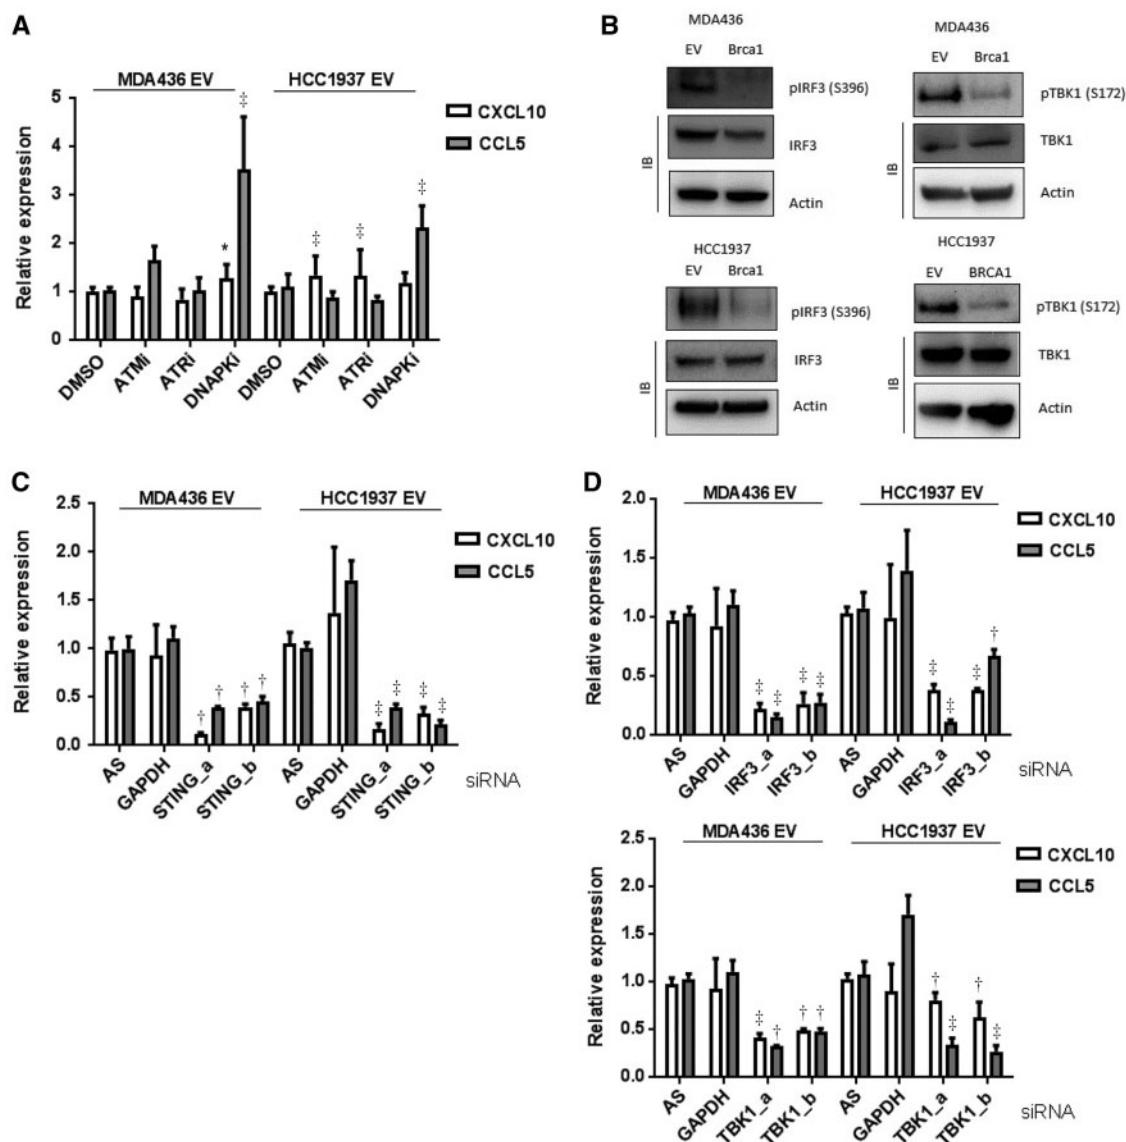 A
MDA436 EV
HCC1937 EV
CXCL10
CCL5
Relative expression
5
4
3
2
1
0
‡
*
‡
‡
‡
DMSO
ATMi
ATRi
DNAPKi
DMSO
ATMi
ATRi
DNAPKi
B
MDA436
EV Brca1
pIRF3 (S396)
IRF3
Actin
IB
MDA436
EV Brca1
pTBK1 (S172)
TBK1
Actin
IB
HCC1937
EV Brca1
pIRF3 (S396)
IRF3
Actin
IB
HCC1937
EV BRCA1
pTBK1 (S172)
TBK1
Actin
IB
C
MDA436 EV
HCC1937 EV
CXCL10
CCL5
Relative expression
2.5
2.0
1.5
1.0
0.5
0.0
† † † † ‡ ‡ ‡ ‡
AS
GAPDH
STING_a
STING_b
AS
GAPDH
STING_a
STING_b
siRNA
D
MDA436 EV
HCC1937 EV
CXCL10
CCL5
Relative expression
2.0
1.5
1.0
0.5
0.0
‡ ‡ ‡ ‡ ‡ ‡ ‡ †
AS
GAPDH
IRF3_a
IRF3_b
AS
GAPDH
IRF3_a
IRF3_b
siRNA
MDA436 EV
HCC1937 EV
CXCL10
CCL5
Relative expression
2.5
2.0
1.5
1.0
0.5
0.0
‡ † † † † ‡ † ‡
AS
GAPDH
TBK1_a
TBK1_b
AS
GAPDH
TBK1_a
TBK1_b
siRNA